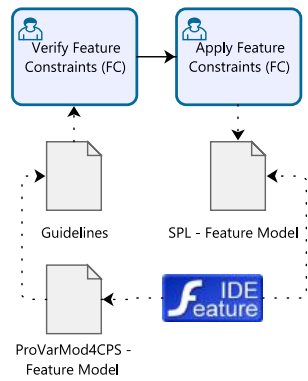 Verify Feature
Constraints (FC)
Apply Feature
Constraints (FC)
Guidelines
SPL - Feature Model
IDE
Feature
ProVarMod4CPS -
Feature Model